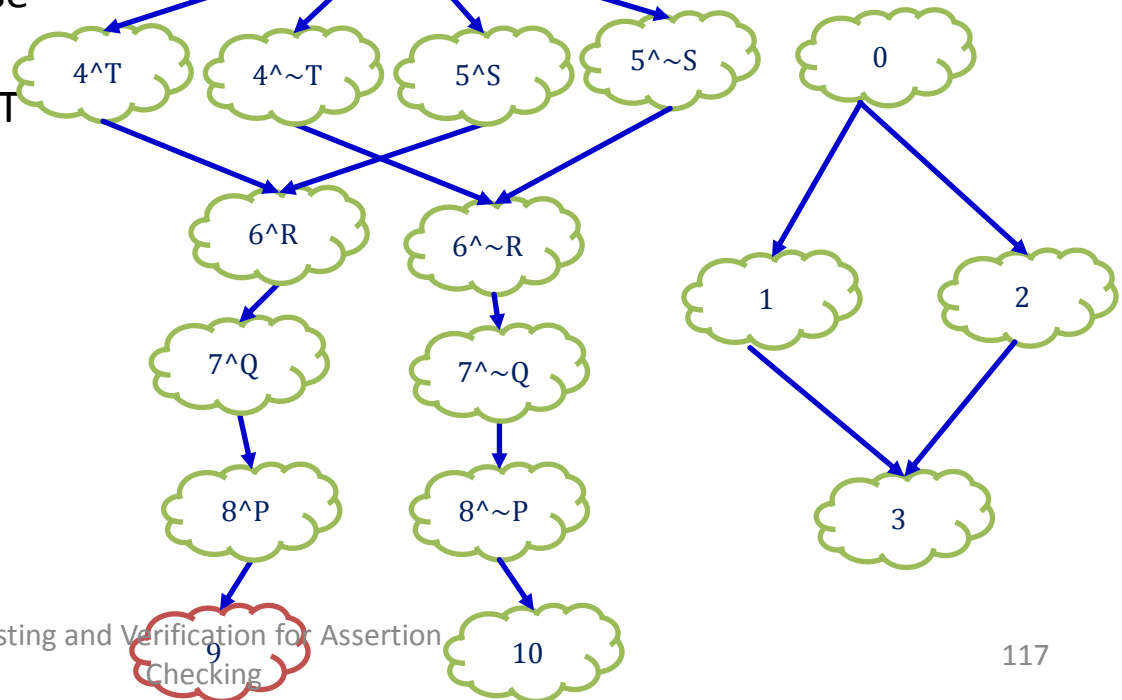 se
4^T
4^~T
5^S
5^~S
0
T
6^R
6^~R
1
2
7^Q
7^~Q
8^P
8^~P
3
9
10
sting and Verification for Assertion
Checking
117